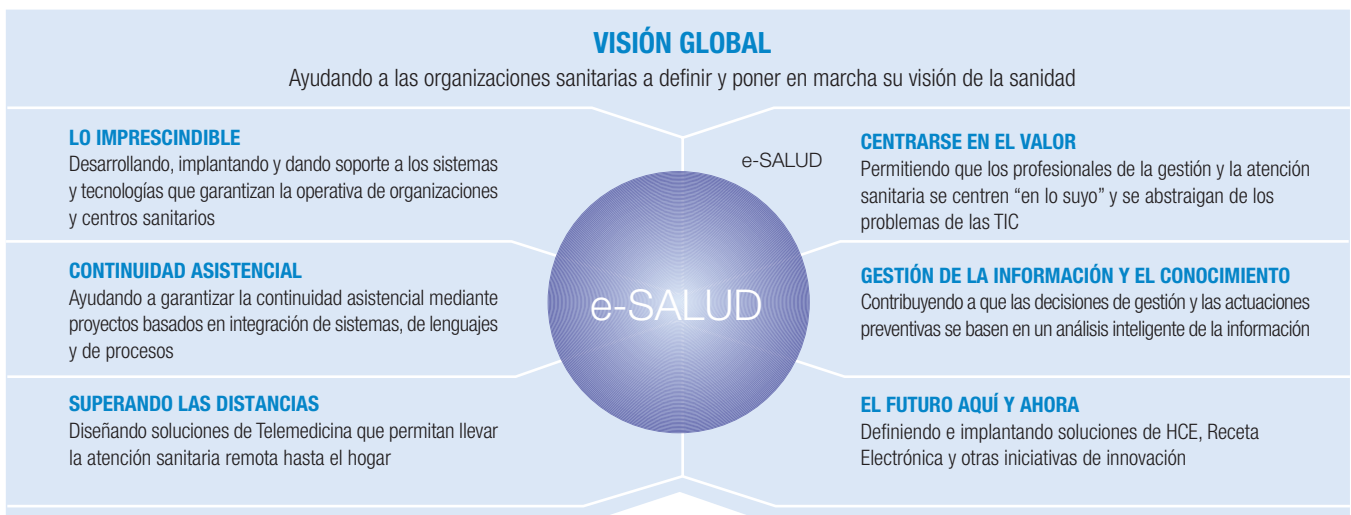 VISIÓN GLOBAL
Ayudando a las organizaciones sanitarias a definir y poner en marcha su visión de la sanidad
LO IMPRESCINDIBLE
Desarrollando, implantando y dando soporte a los sistemas
y tecnologías que garantizan la operativa de organizaciones
y centros sanitarios
CONTINUIDAD ASISTENCIAL
Ayudando a garantizar la continuidad asistencial mediante
proyectos basados en integración de sistemas, de lenguajes
y de procesos
SUPERANDO LAS DISTANCIAS
Diseñando soluciones de Telemedicina que permitan llevar
la atención sanitaria remota hasta el hogar
e-SALUD
e-SALUD
CENTRARSE EN EL VALOR
Permitiendo que los profesionales de la gestión y la atención
sanitaria se centren “en lo suyo” y se abstraigan de los
problemas de las TIC
GESTIÓN DE LA INFORMACIÓN Y EL CONOCIMIENTO
Contribuyendo a que las decisiones de gestión y las actuaciones
preventivas se basen en un análisis inteligente de la información
EL FUTURO AQUÍ Y AHORA
Definiendo e implantando soluciones de HCE, Receta
Electrónica y otras iniciativas de innovación